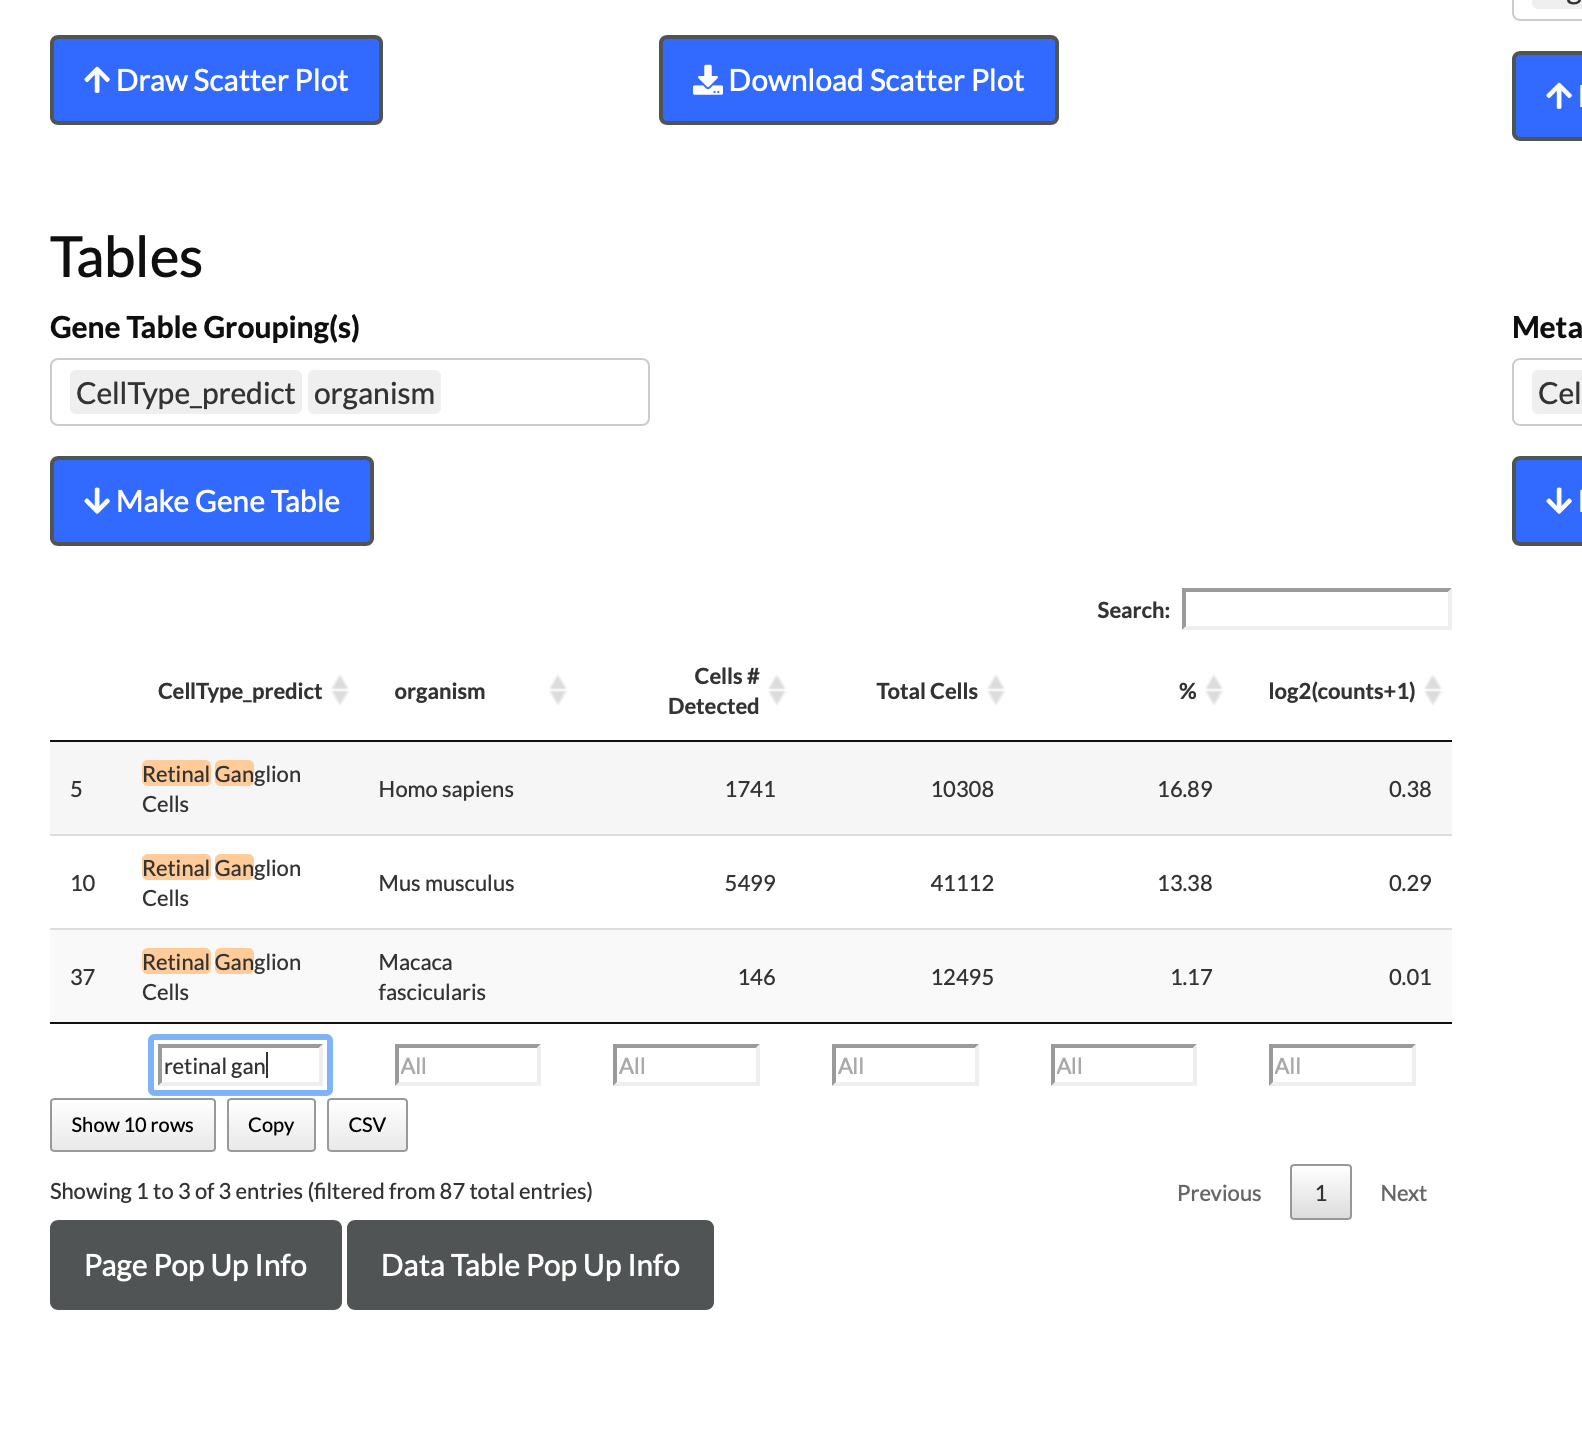 Draw Scatter Plot
Download Scatter Plot
Tables
Gene Table Grouping(s)
Meta
CellType_predict organism
Cel
Make Gene Table
Search:
CellType_predict organism Cells # Detected Total Cells % log2(counts+1)
5 Retinal Ganglion Cells Homo sapiens 1741 10308 16.89 0.38
10 Retinal Ganglion Cells Mus musculus 5499 41112 13.38 0.29
37 Retinal Ganglion Cells Macaca fascicularis 146 12495 1.17 0.01
retinal gan All All All All All
Show 10 rows Copy CSV
Showing 1 to 3 of 3 entries (filtered from 87 total entries)
Previous 1 Next
Page Pop Up Info Data Table Pop Up Info